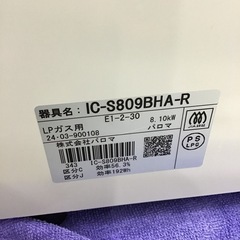 器具名：IC-S809BHA-R
E1-2-30 8.10kW
LPガス用 パロマ
24·03-900108
株式会社パロマ
343 IC-S809BHA-R
区分C 効率56.3%
区分J 効率192Wh
PS
LPG